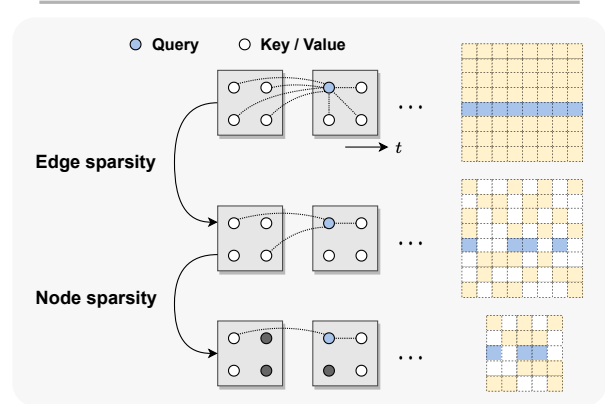 Query Key / Value
...
t
Edge sparsity
...
Node sparsity
...